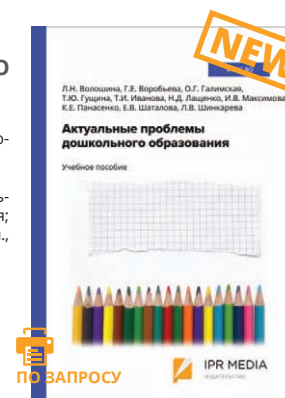 NEW
О
о-
ь-
я;
.,
Л.Н. Волошина, Г.Е. Воробьева, О.Г. Галимская,
Т.Ю. Гущина, Т.И. Иванова, Н.Д. Лащенко, И.В. Максимова,
К.Е. Панасенко, Е.В. Шаталова, Л.В. Шинкарева
Актуальные проблемы
дошкольного образования
Учебное пособие
IPR MEDIA
ИЗДАТЕЛЬСТВО
ПО ЗАПРОСУ